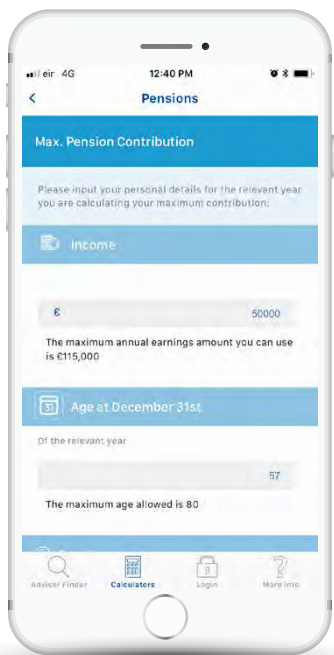 eir 4G 12:40 PM
Pensions
Max. Pension Contribution
Please input your personal details for the relevant year
you are calculating your maximum contribution:
Income
€ 50000
The maximum annual earnings amount you can use
is €115,000
31 Age at December 31st
Of the relevant year
57
The maximum age allowed is 80
Advisor Finder Calculators Login More Info